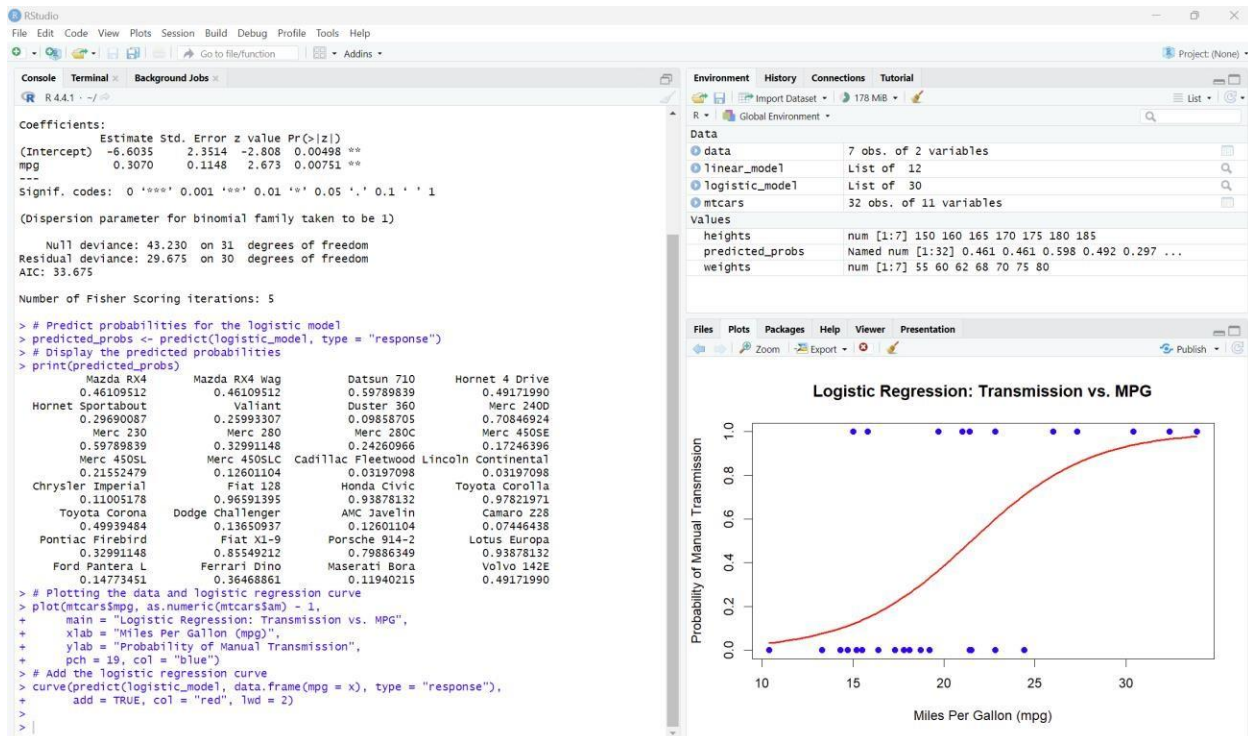 RStudio
File Edit Code View Plots Session Build Debug Profile Tools Help
Go to file/function Addins
Project: (None)
Console Terminal Background Jobs
R 4.4.1 · ~/
Coefficients:
Estimate Std. Error z value Pr(>|z|)
(Intercept) -6.6035 2.3514 -2.808 0.00498 **
mpg 0.3070 0.1148 2.673 0.00751 **
---
Signif. codes: 0 ‘***’ 0.001 ‘**’ 0.01 ‘*’ 0.05 ‘.’ 0.1 ‘ ’ 1
(Dispersion parameter for binomial family taken to be 1)
Null deviance: 43.230 on 31 degrees of freedom
Residual deviance: 29.675 on 30 degrees of freedom
AIC: 33.675
Number of Fisher Scoring iterations: 5
> # Predict probabilities for the logistic model
> predicted_probs <- predict(logistic_model, type = "response")
> # Display the predicted probabilities
> print(predicted_probs)
Mazda RX4 Mazda RX4 Wag Datsun 710 Hornet 4 Drive
0.46109512 0.46109512 0.59789839 0.49171990
Hornet Sportabout Valiant Duster 360 Merc 240D
0.29690087 0.25993307 0.09858705 0.70846924
Merc 230 Merc 280 Merc 280C Merc 450SE
0.59789839 0.32991148 0.24260966 0.17246396
Merc 450SL Merc 450SLC Cadillac Fleetwood Lincoln Continental
0.21552479 0.12601104 0.03197098 0.03197098
Chrysler Imperial Fiat 128 Honda Civic Toyota Corolla
0.11005178 0.96591395 0.93878132 0.97821971
Toyota Corona Dodge Challenger AMC Javelin Camaro Z28
0.49939484 0.13650937 0.12601104 0.07446438
Pontiac Firebird Fiat X1-9 Porsche 914-2 Lotus Europa
0.32991148 0.85549212 0.79886349 0.93878132
Ford Pantera L Ferrari Dino Maserati Bora Volvo 142E
0.14773451 0.36468861 0.11940215 0.49171990
> # Plotting the data and logistic regression curve
> plot(mtcars$mpg, as.numeric(mtcars$am) - 1,
+ main = "Logistic Regression: Transmission vs. MPG",
+ xlab = "Miles Per Gallon (mpg)",
+ ylab = "Probability of Manual Transmission",
+ pch = 19, col = "blue")
> # Add the logistic regression curve
> curve(predict(logistic_model, data.frame(mpg = x), type = "response"),
+ add = TRUE, col = "red", lwd = 2)
>
>
Environment History Connections Tutorial
Import Dataset 178 MiB List
R Global Environment
Data
data 7 obs. of 2 variables
linear_model List of 12
logistic_model List of 30
mtcars 32 obs. of 11 variables
Values
heights num [1:7] 150 160 165 170 175 180 185
predicted_probs Named num [1:32] 0.461 0.461 0.598 0.492 0.297 ...
weights num [1:7] 55 60 62 68 70 75 80
Files Plots Packages Help Viewer Presentation
Zoom Export Publish
Logistic Regression: Transmission vs. MPG
Probability of Manual Transmission
1.0
0.8
0.6
0.4
0.2
0.0
10 15 20 25 30
Miles Per Gallon (mpg)